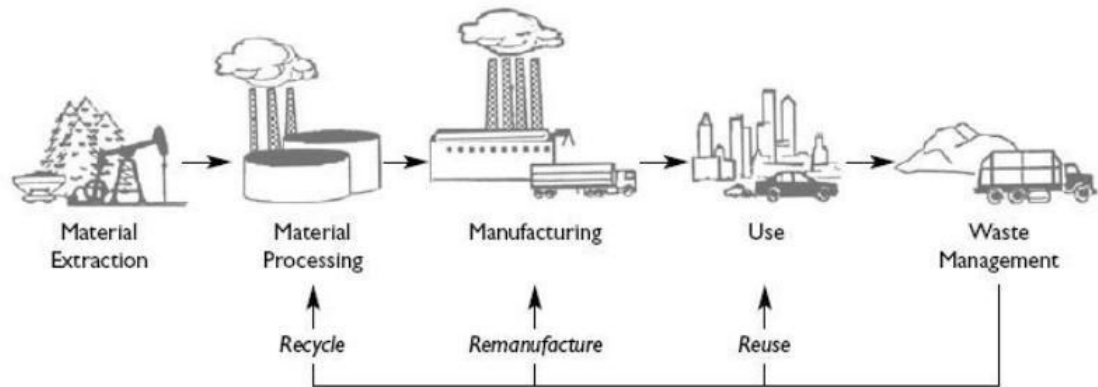 Material
Extraction
Material
Processing
Manufacturing
Use
Waste
Management
Recycle
Remanufacture
Reuse